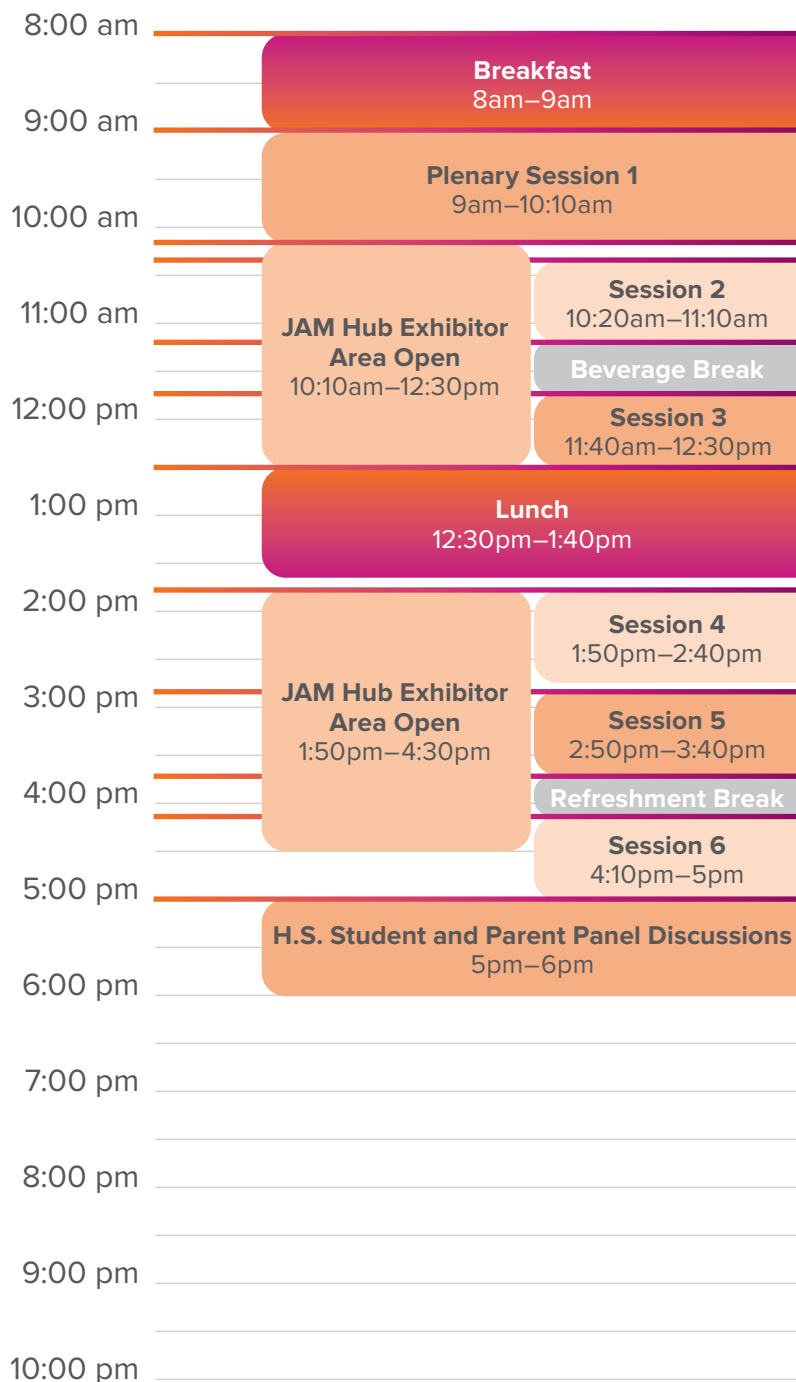 8:00 am
Breakfast
8am–9am
9:00 am
Plenary Session 1
9am–10:10am
10:00 am
JAM Hub Exhibitor
Area Open
10:10am–12:30pm
Session 2
10:20am–11:10am
11:00 am
Beverage Break
12:00 pm
Session 3
11:40am–12:30pm
1:00 pm
Lunch
12:30pm–1:40pm
2:00 pm
JAM Hub Exhibitor
Area Open
1:50pm–4:30pm
Session 4
1:50pm–2:40pm
3:00 pm
Session 5
2:50pm–3:40pm
4:00 pm
Refreshment Break
Session 6
4:10pm–5pm
5:00 pm
H.S. Student and Parent Panel Discussions
5pm–6pm
6:00 pm
7:00 pm
8:00 pm
9:00 pm
10:00 pm